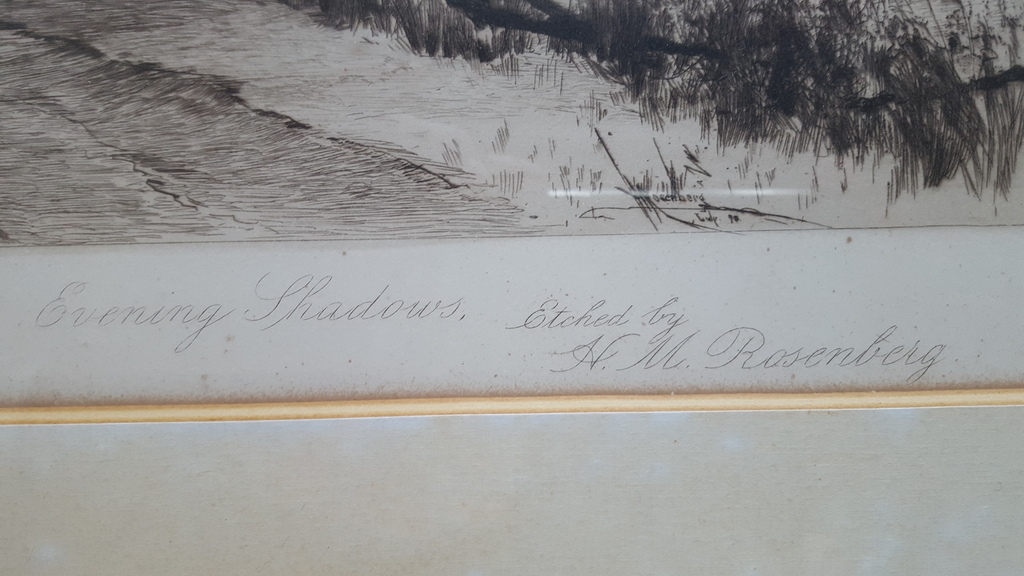 Evening Shadows.
Etched by
H. M. Rosenberg